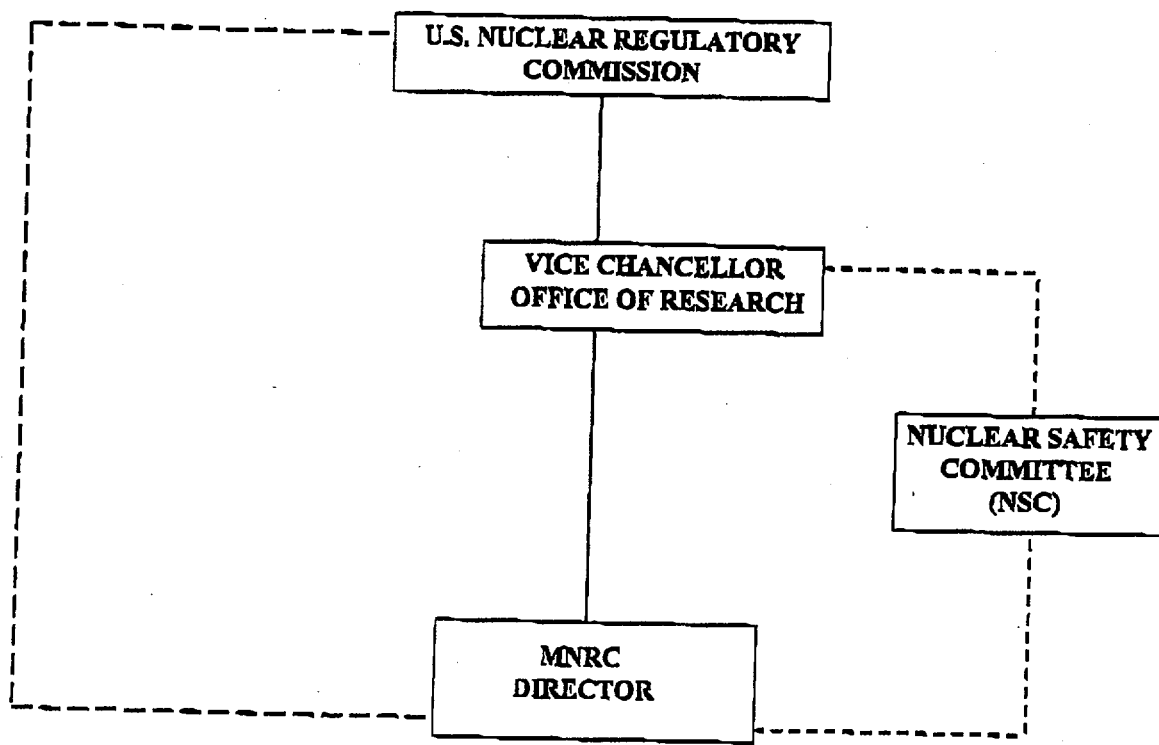 U.S. NUCLEAR REGULATORY
COMMISSION
VICE CHANCELLOR
OFFICE OF RESEARCH
NUCLEAR SAFETY
COMMITTEE
(NSC)
MNRC
DIRECTOR